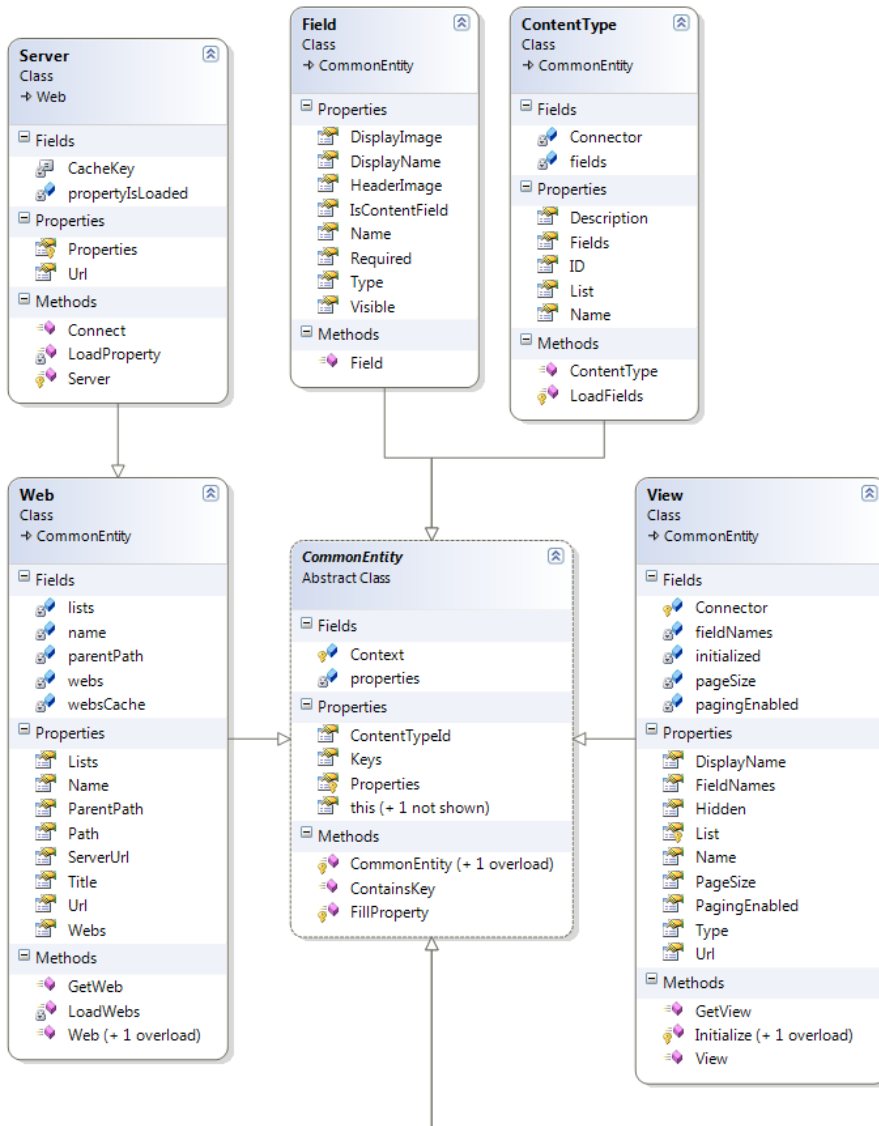 Server
Class
Web
Fields
CacheKey
propertyIsLoaded
Properties
Properties
Url
Methods
Connect
LoadProperty
Server
Field
Class
CommonEntity
Properties
DisplayImage
DisplayName
HeaderImage
IsContentField
Name
Required
Type
Visible
Methods
Field
ContentType
Class
CommonEntity
Fields
Connector
fields
Properties
Description
Fields
ID
List
Name
Methods
ContentType
LoadFields
Web
Class
CommonEntity
Fields
lists
name
parentPath
webs
websCache
Properties
Lists
Name
ParentPath
Path
ServerUrl
Title
Url
Webs
Methods
GetWeb
LoadWebs
Web (+ 1 overload)
CommonEntity
Abstract Class
Fields
Context
properties
Properties
ContentTypeId
Keys
Properties
this (+ 1 not shown)
Methods
CommonEntity (+ 1 overload)
ContainsKey
FillProperty
View
Class
CommonEntity
Fields
Connector
fieldNames
initialized
pageSize
pagingEnabled
Properties
DisplayName
FieldNames
Hidden
List
Name
PageSize
PagingEnabled
Type
Url
Methods
GetView
Initialize (+ 1 overload)
View